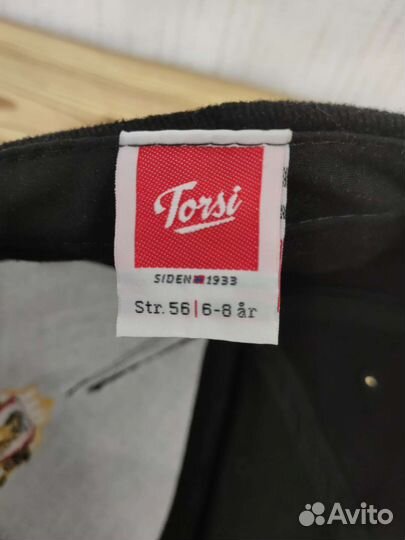 Torsi
SIDEN 1933
Str. 56 | 6-8 år
Avito